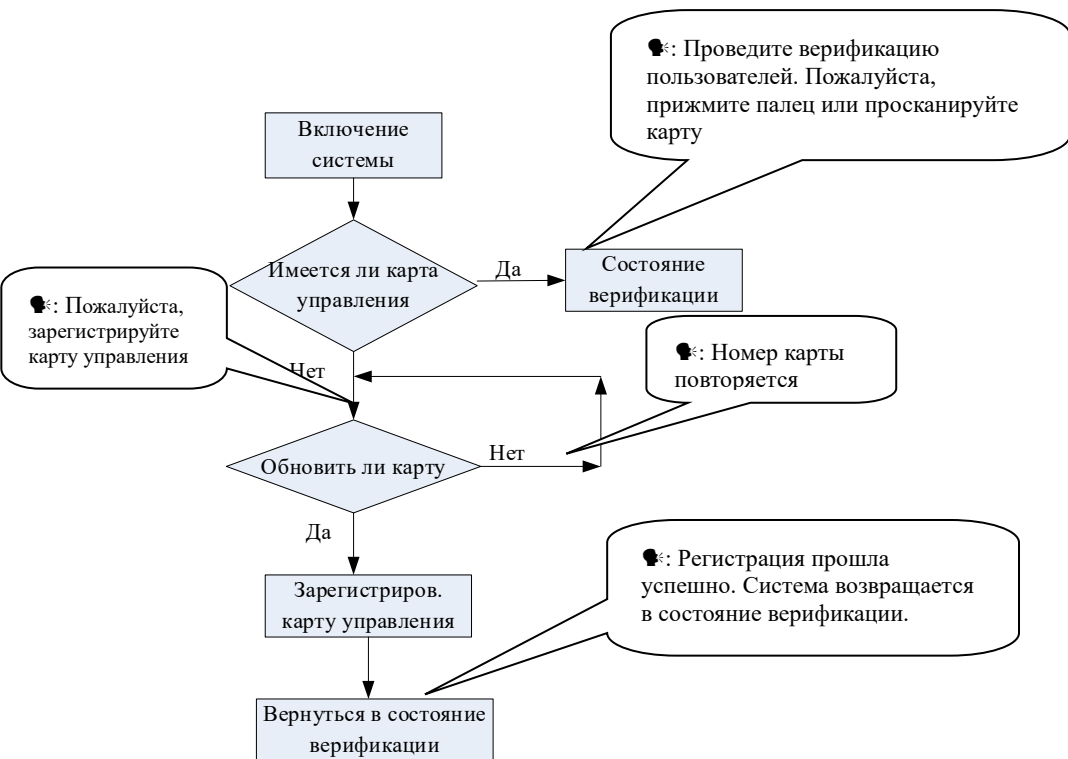 🗣: Проведите верификацию
пользователей. Пожалуйста,
прижмите палец или просканируйте
карту
Включение
системы
Имеется ли карта
управления
Да
Состояние
верификации
🗣: Пожалуйста,
зарегистрируйте
карту управления
Нет
🗣: Номер карты
повторяется
Обновить ли карту
Нет
Да
🗣: Регистрация прошла
успешно. Система возвращается
в состояние верификации.
Зарегистриров.
карту управления
Вернуться в состояние
верификации